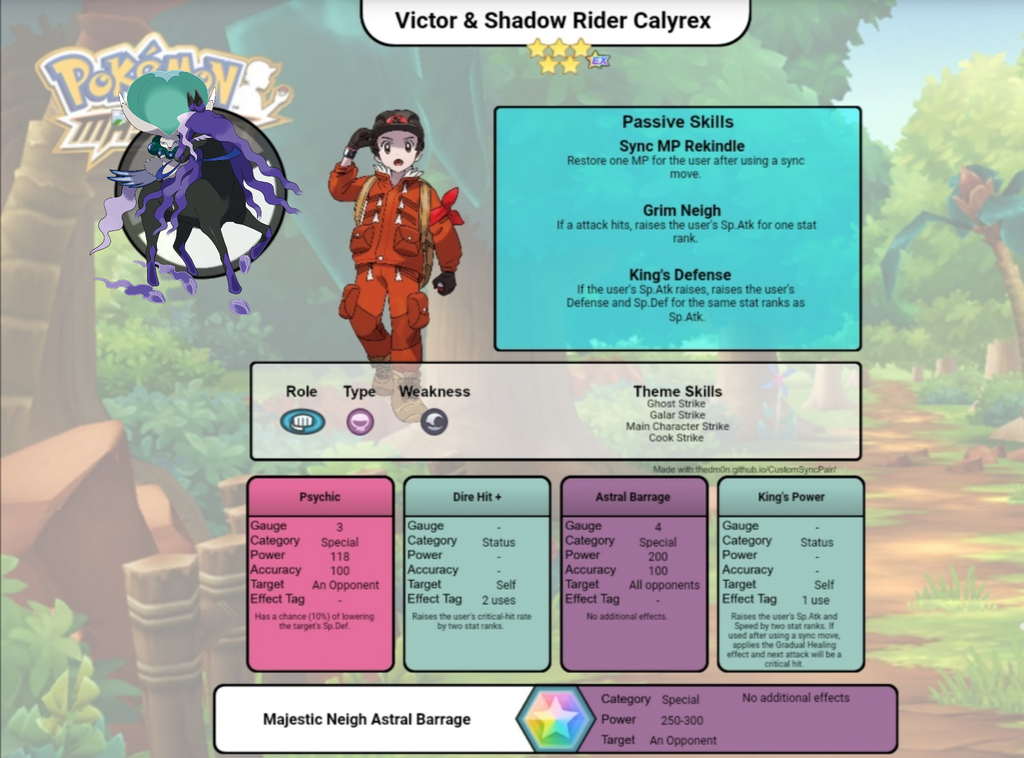 Victor & Shadow Rider Calyrex
EX
POKéMON
Passive Skills
Sync MP Rekindle
Restore one MP for the user after using a sync
move.
Grim Neigh
If a attack hits, raises the user's Sp.Atk for one stat
rank.
King's Defense
If the user's Sp.Atk raises, raises the user's
Defense and Sp.Def for the same stat ranks as
Sp.Atk.
Role Type Weakness
Theme Skills
Ghost Strike
Galar Strike
Main Character Strike
Cook Strike
Made with:thedm0n.github.io/CustomSyncPair/
Psychic
Gauge 3
Category Special
Power 118
Accuracy 100
Target An Opponent
Effect Tag -
Has a chance (10%) of lowering
the target's Sp.Def.
Dire Hit +
Gauge -
Category Status
Power -
Accuracy -
Target Self
Effect Tag 2 uses
Raises the user's critical-hit rate
by two stat ranks.
Astral Barrage
Gauge 4
Category Special
Power 200
Accuracy 100
Target All opponents
Effect Tag -
No additional effects.
King's Power
Gauge -
Category Status
Power -
Accuracy -
Target Self
Effect Tag 1 use
Raises the user's Sp.Atk and
Speed by two stat ranks. If
used after using a sync move,
applies the Gradual Healing
effect and next attack will be a
critical hit.
Majestic Neigh Astral Barrage
Category Special
Power 250-300
Target An Opponent
No additional effects